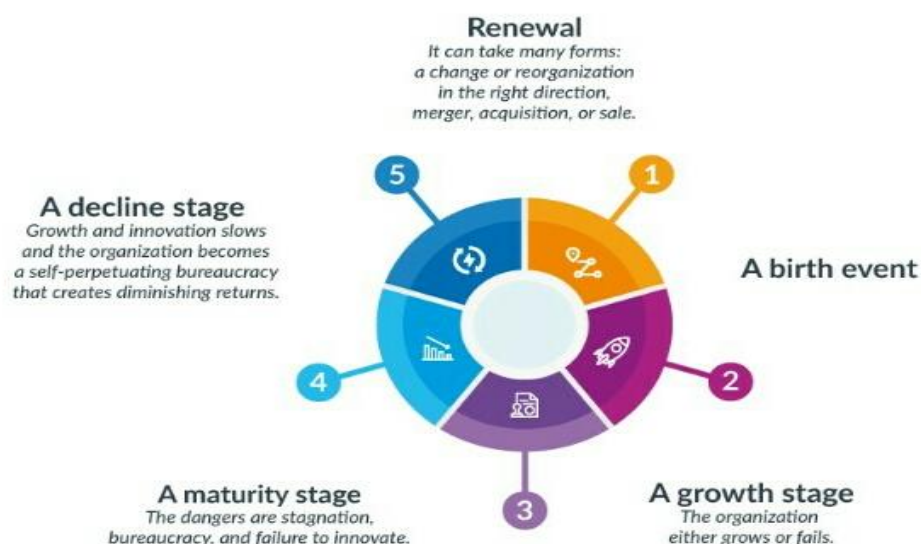 Renewal
It can take many forms:
a change or reorganization
in the right direction,
merger, acquisition, or sale.
5
1
A decline stage
Growth and innovation slows
and the organization becomes
a self-perpetuating bureaucracy
that creates diminishing returns.
A birth event
4
2
3
A maturity stage
The dangers are stagnation,
bureaucracy, and failure to innovate.
A growth stage
The organization
either grows or fails.